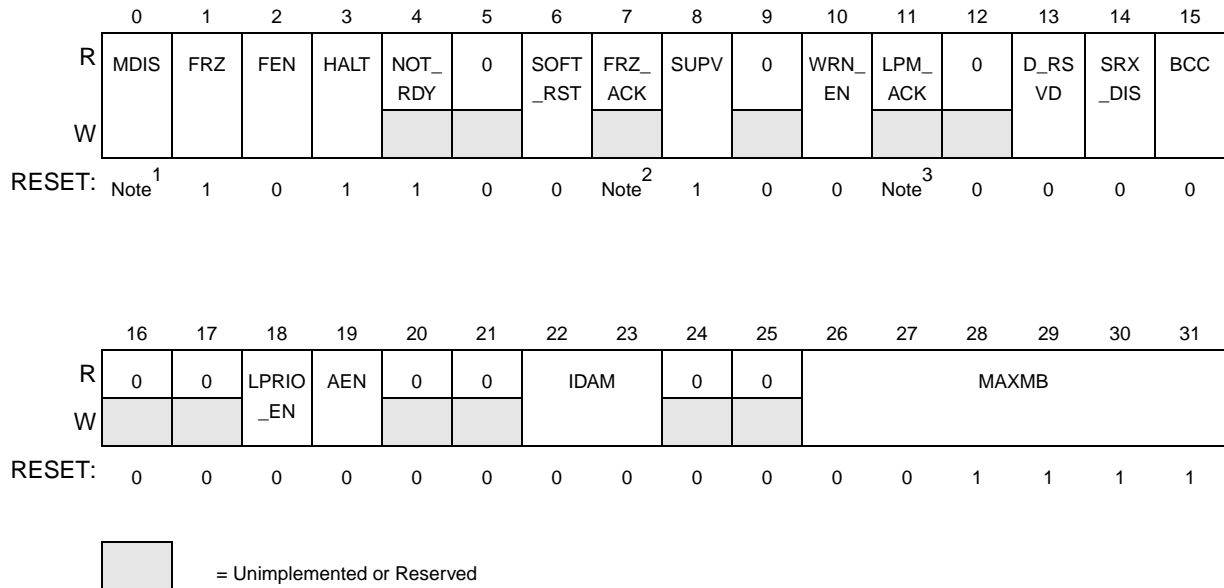 0 1 2 3 4 5 6 7 8 9 10 11 12 13 14 15
R MDIS FRZ FEN HALT NOT_ 0 SOFT FRZ_ SUPV 0 WRN_ LPM_ 0 D_RS SRX BCC
RDY _RST ACK EN ACK VD _DIS
W
RESET: Note1 1 0 1 1 0 0 Note2 1 0 0 Note3 0 0 0 0
16 17 18 19 20 21 22 23 24 25 26 27 28 29 30 31
R 0 0 LPRIO AEN 0 0 IDAM 0 0 MAXMB
W _EN
RESET: 0 0 0 0 0 0 0 0 0 0 0 0 1 1 1 1
= Unimplemented or Reserved